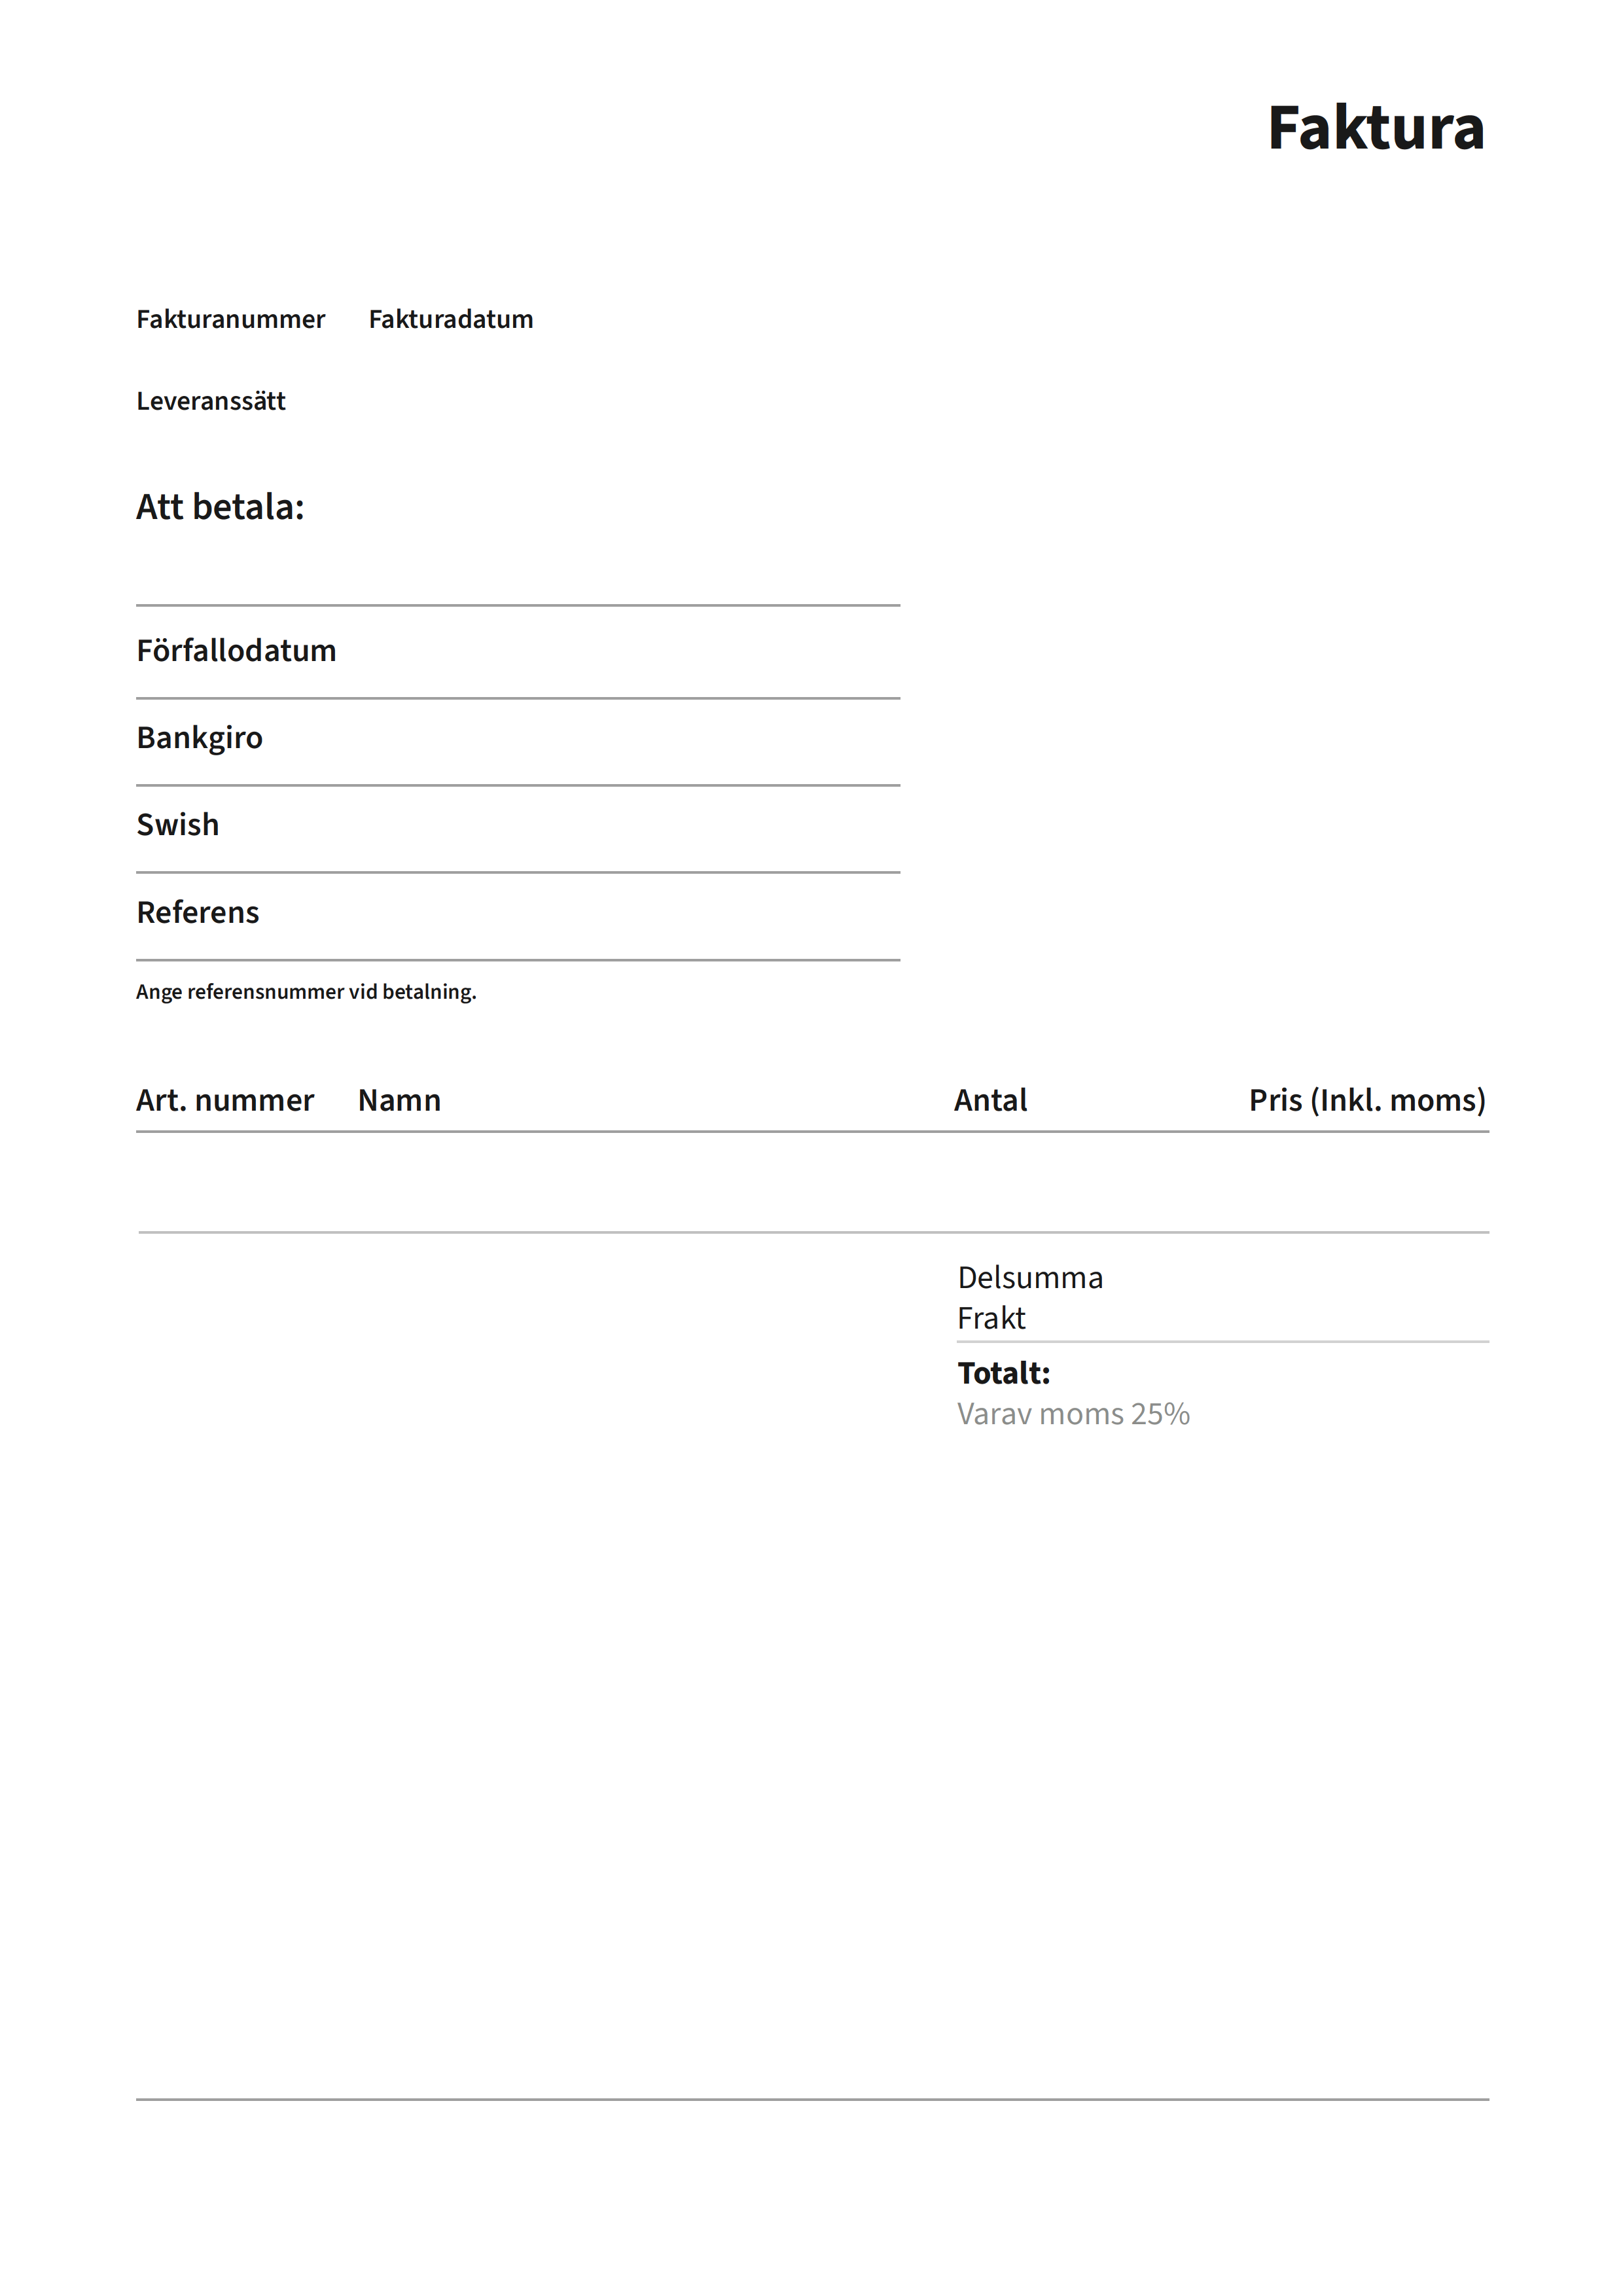 Faktura
Fakturanummer Fakturadatum
Leveranssätt
Att betala:
Förfallodatum
Bankgiro
Swish
Referens
Ange referensnummer vid betalning.
Art. nummer Namn Antal Pris (Inkl. moms)
Delsumma
Frakt
Totalt:
Varav moms 25%